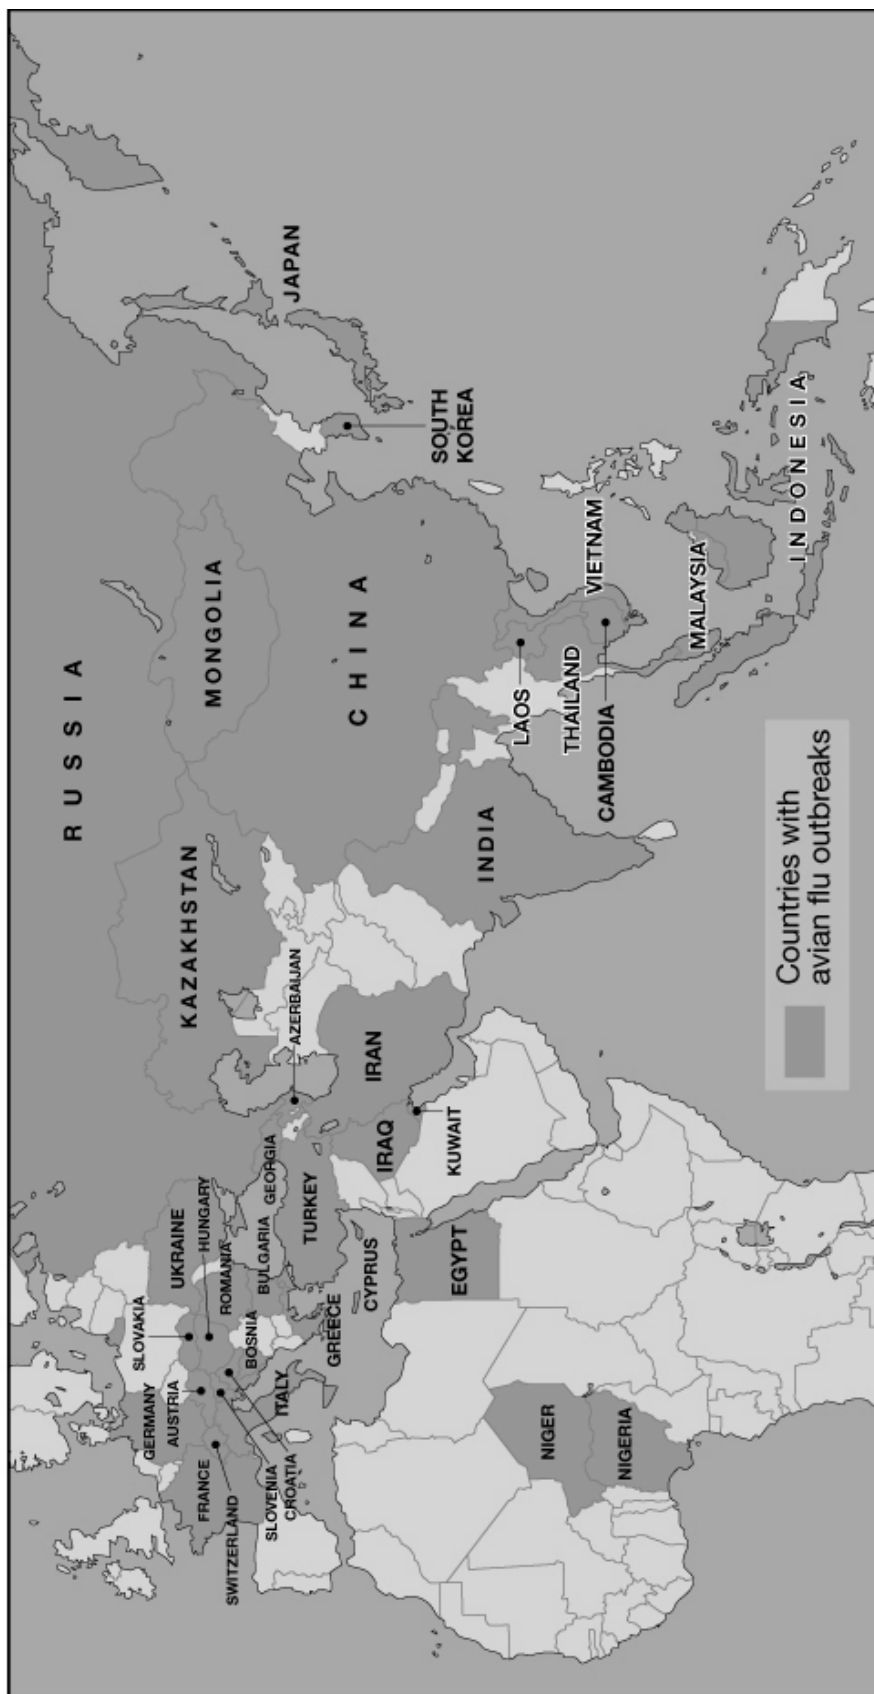 RUSSIA
JAPAN
MONGOLIA
KAZAKHSTAN
CHINA
SOUTH
KOREA
UKRAINE
HUNGARY
SLOVAKIA
GERMANY
AUSTRIA
FRANCE
SWITZERLAND
SLOVENIA
CROATIA
ITALY
BOSNIA
ROMANIA
BULGARIA
GEORGIA
AZERBAIJAN
TURKEY
GREECE
CYPRUS
IRAN
IRAQ
KUWAIT
EGYPT
INDIA
LAOS
THAILAND
VIETNAM
CAMBODIA
MALAYSIA
INDONESIA
NIGER
NIGERIA
Countries with
avian flu outbreaks